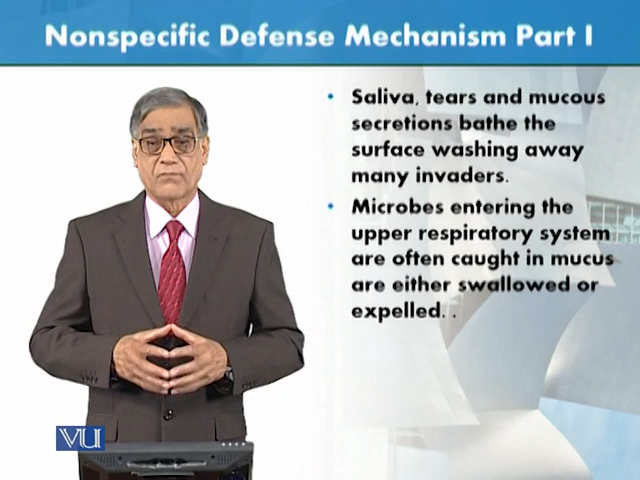 Nonspecific Defense Mechanism Part I
• Saliva, tears and mucous
secretions bathe the
surface washing away
many invaders.
• Microbes entering the
upper respiratory system
are often caught in mucus
are either swallowed or
expelled. .
VU